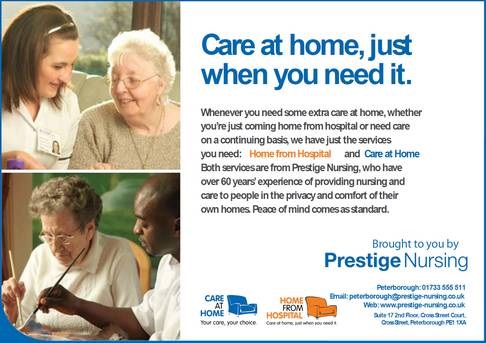 Care at home, just
when you need it.
Whenever you need some extra care at home, whether
you're just coming home from hospital or need care
on a continuing basis, we have just the services
you need: Home from Hospital and Care at Home
Both services are from Prestige Nursing, who have
over 60 years' experience of providing nursing and
care to people in the privacy and comfort of their
own homes. Peace of mind comes as standard.
Brought to you by
Prestige Nursing
Peterborough: 01733 555 511
Email: peterborough@prestige-nursing.co.uk
Web: www.prestige-nursing.co.uk
Suite 17 2nd Floor, Cross Street Court,
Cross Street, Peterborough PE1 1XA
CARE
AT
HOME
Your care, your choice.
HOME
FROM
HOSPITAL
Care at home, just when you need it.